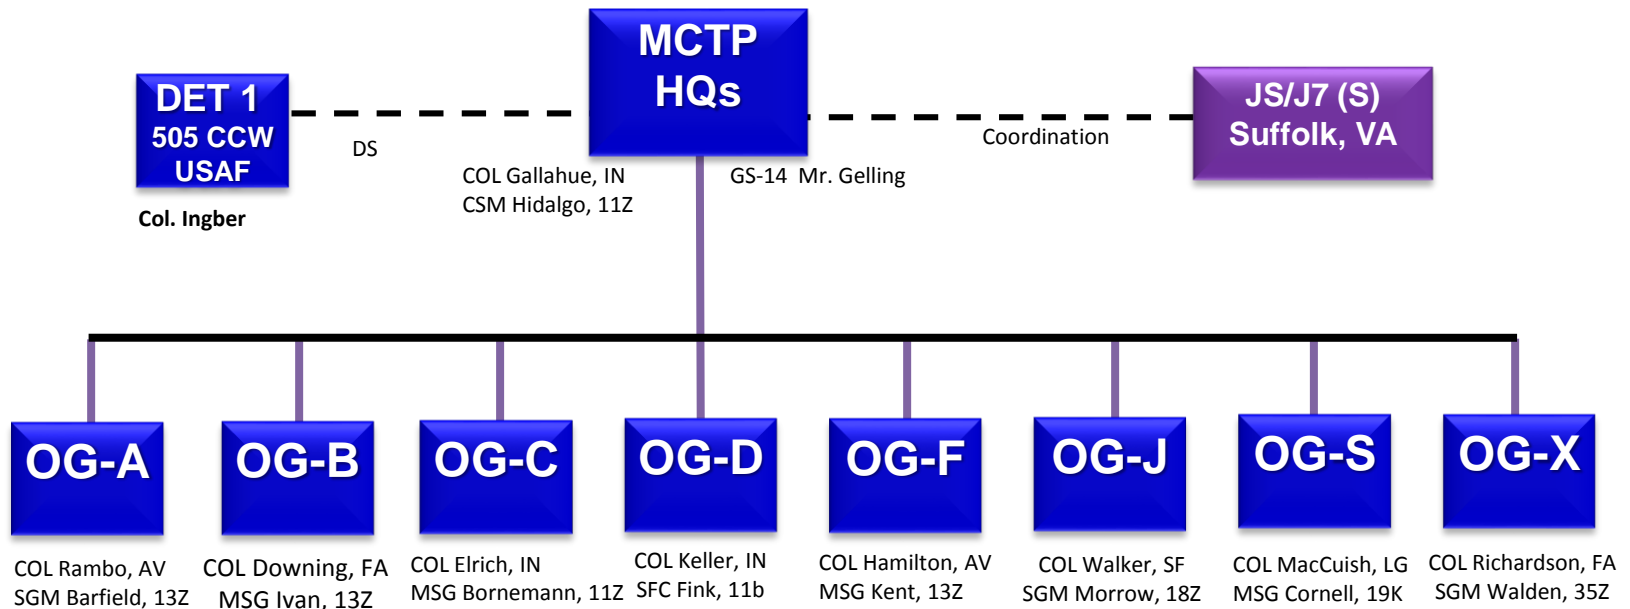 MCTP
HQs
DET 1
505 CCW
USAF
JS/J7 (S)
Suffolk, VA
DS
Coordination
COL Gallahue, IN
CSM Hidalgo, 11Z
GS-14  Mr. Gelling
Col. Ingber
OG-A
OG-B
OG-C
OG-D
OG-F
OG-J
OG-S
OG-X
COL Rambo, AV
SGM Barfield, 13Z
COL Downing, FA
MSG Ivan, 13Z
COL Elrich, IN
MSG Bornemann, 11Z
COL Keller, IN
SFC Fink, 11b
COL Hamilton, AV
MSG Kent, 13Z
COL Walker, SF
SGM Morrow, 18Z
COL MacCuish, LG
MSG Cornell, 19K
COL Richardson, FA
SGM Walden, 35Z